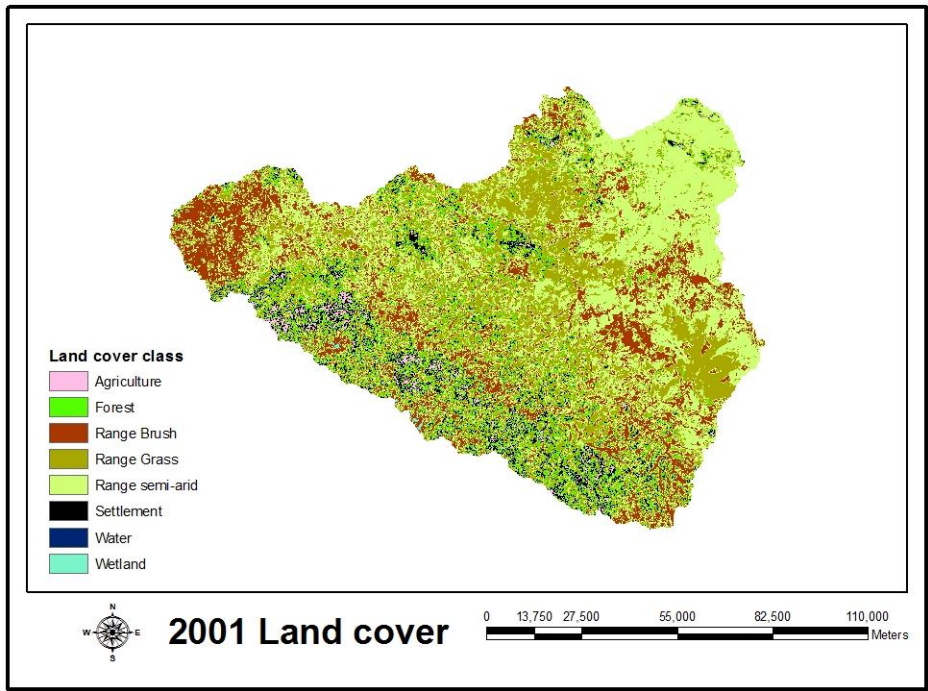 Land cover class
Agriculture
Forest
Range Brush
Range Grass
Range semi-arid
Settlement
Water
Wetland
N
W E
S
2001 Land cover
0 13,750 27,500 55,000 82,500 110,000
Meters